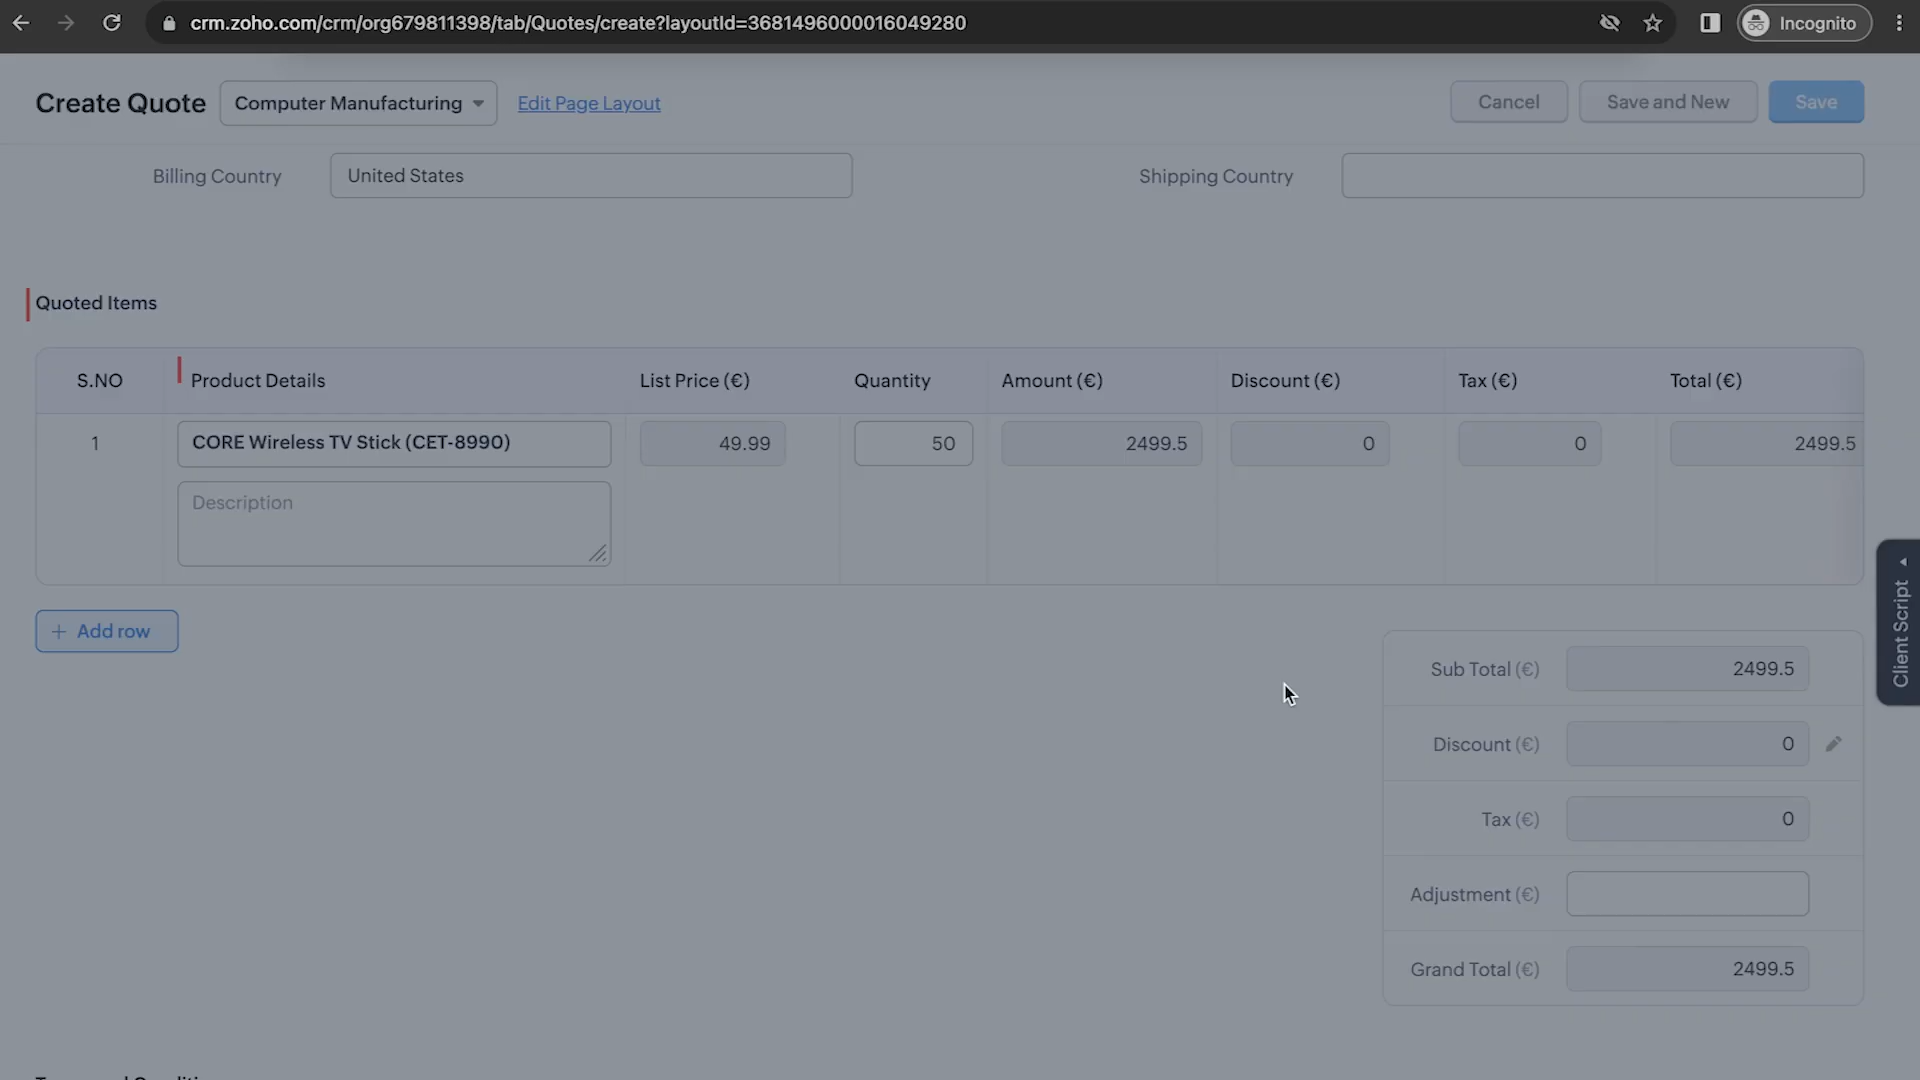 crm.zoho.com/crm/org679811398/tab/Quotes/create?layoutId=3681496000016049280
Incognito
Create Quote
Computer Manufacturing
Edit Page Layout
Cancel
Save and New
Save
Billing Country
United States
Shipping Country
Quoted Items
S.NO
Product Details
List Price (€)
Quantity
Amount (€)
Discount (€)
Tax (€)
Total (€)
1
CORE Wireless TV Stick (CET-8990)
49.99
50
2499.5
0
0
2499.5
Description
+ Add row
Client Script
Sub Total (€)
2499.5
Discount (€)
0
Tax (€)
0
Adjustment (€)
Grand Total (€)
2499.5